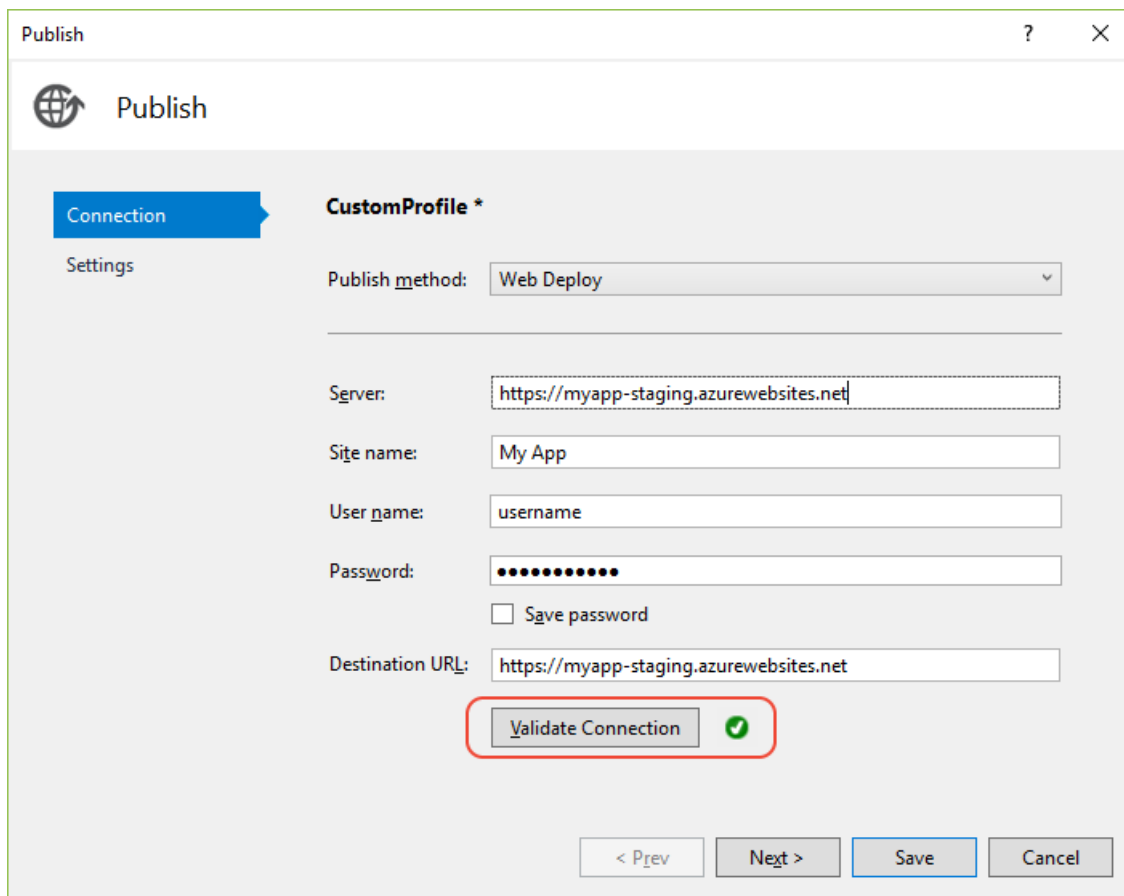 Publish
?
Publish
Connection
Settings
CustomProfile *
Publish method: Web Deploy
Server: https://myapp-staging.azurewebsites.net
Site name: My App
User name: username
Password: •••••••••••
Save password
Destination URL: https://myapp-staging.azurewebsites.net
Validate Connection
< Prev Next > Save Cancel